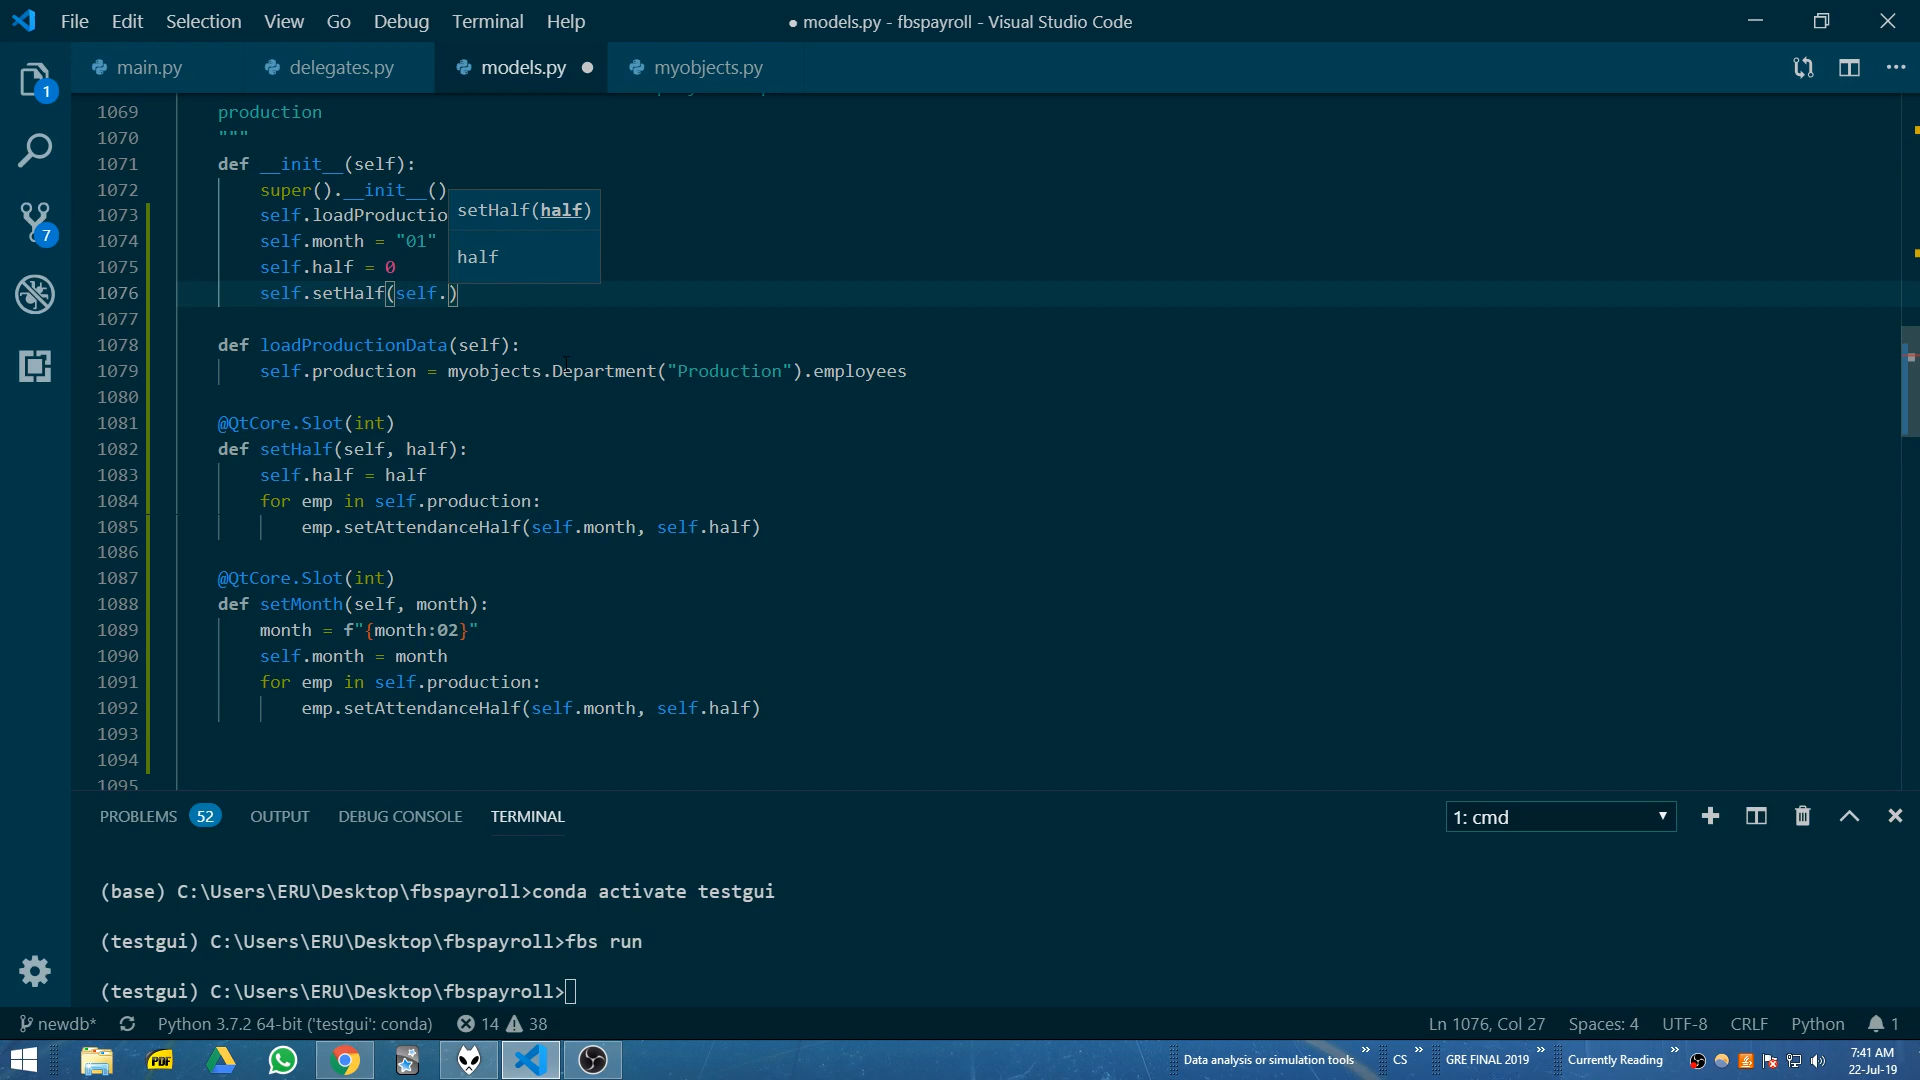 File Edit Selection View Go Debug Terminal Help ● models.py - fbspayroll - Visual Studio Code
main.py delegates.py models.py ● myobjects.py
1
7
1069 production
1070 """
1071 def __init__(self):
1072 super().__init__()
1073 self.loadProductio
1074 self.month = "01"
1075 self.half = 0
1076 self.setHalf(self.)
setHalf(half)
half
1077
1078 def loadProductionData(self):
1079 self.production = myobjects.Department("Production").employees
1080
1081 @QtCore.Slot(int)
1082 def setHalf(self, half):
1083 self.half = half
1084 for emp in self.production:
1085 emp.setAttendanceHalf(self.month, self.half)
1086
1087 @QtCore.Slot(int)
1088 def setMonth(self, month):
1089 month = f"{month:02}"
1090 self.month = month
1091 for emp in self.production:
1092 emp.setAttendanceHalf(self.month, self.half)
1093
1094
1095
PROBLEMS 52 OUTPUT DEBUG CONSOLE TERMINAL 1: cmd
(base) C:\Users\ERU\Desktop\fbspayroll>conda activate testgui
(testgui) C:\Users\ERU\Desktop\fbspayroll>fbs run
(testgui) C:\Users\ERU\Desktop\fbspayroll>
newdb* Python 3.7.2 64-bit ('testgui': conda) 14 38 Ln 1076, Col 27 Spaces: 4 UTF-8 CRLF Python 1
PDF Data analysis or simulation tools » CS » GRE FINAL 2019 » Currently Reading » 7:41 AM
22-Jul-19